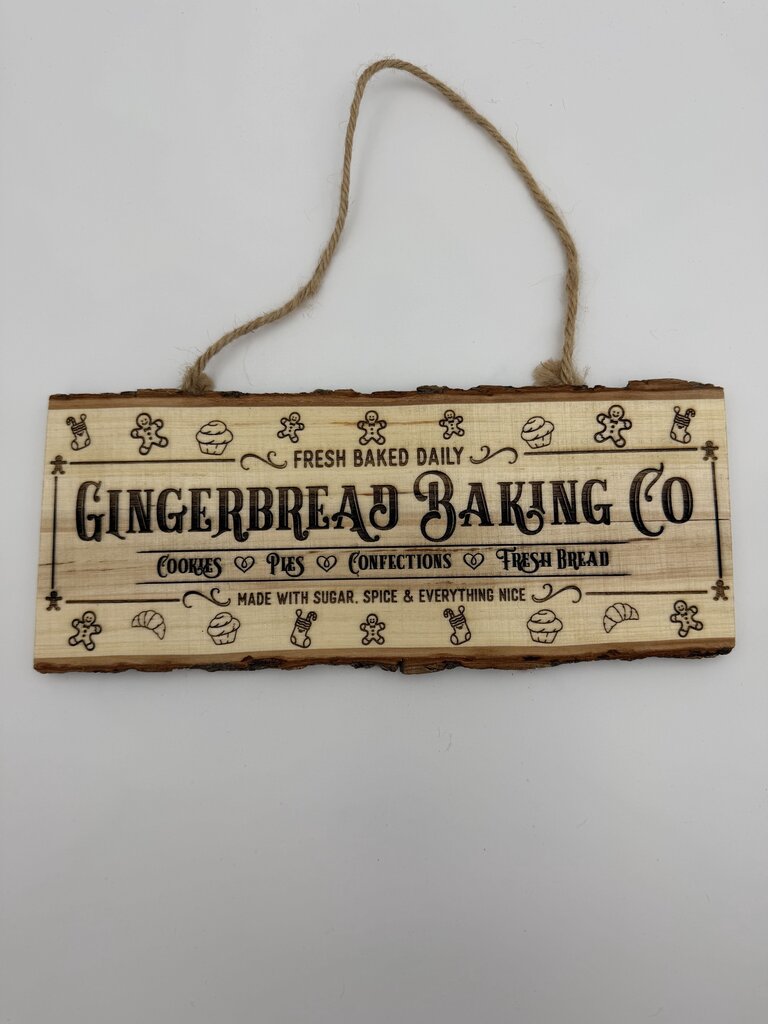 FRESH BAKED DAILY
GINGERBREAD BAKING CO
COOKIES PIES CONFECTIONS FRESH BREAD
MADE WITH SUGAR, SPICE & EVERYTHING NICE